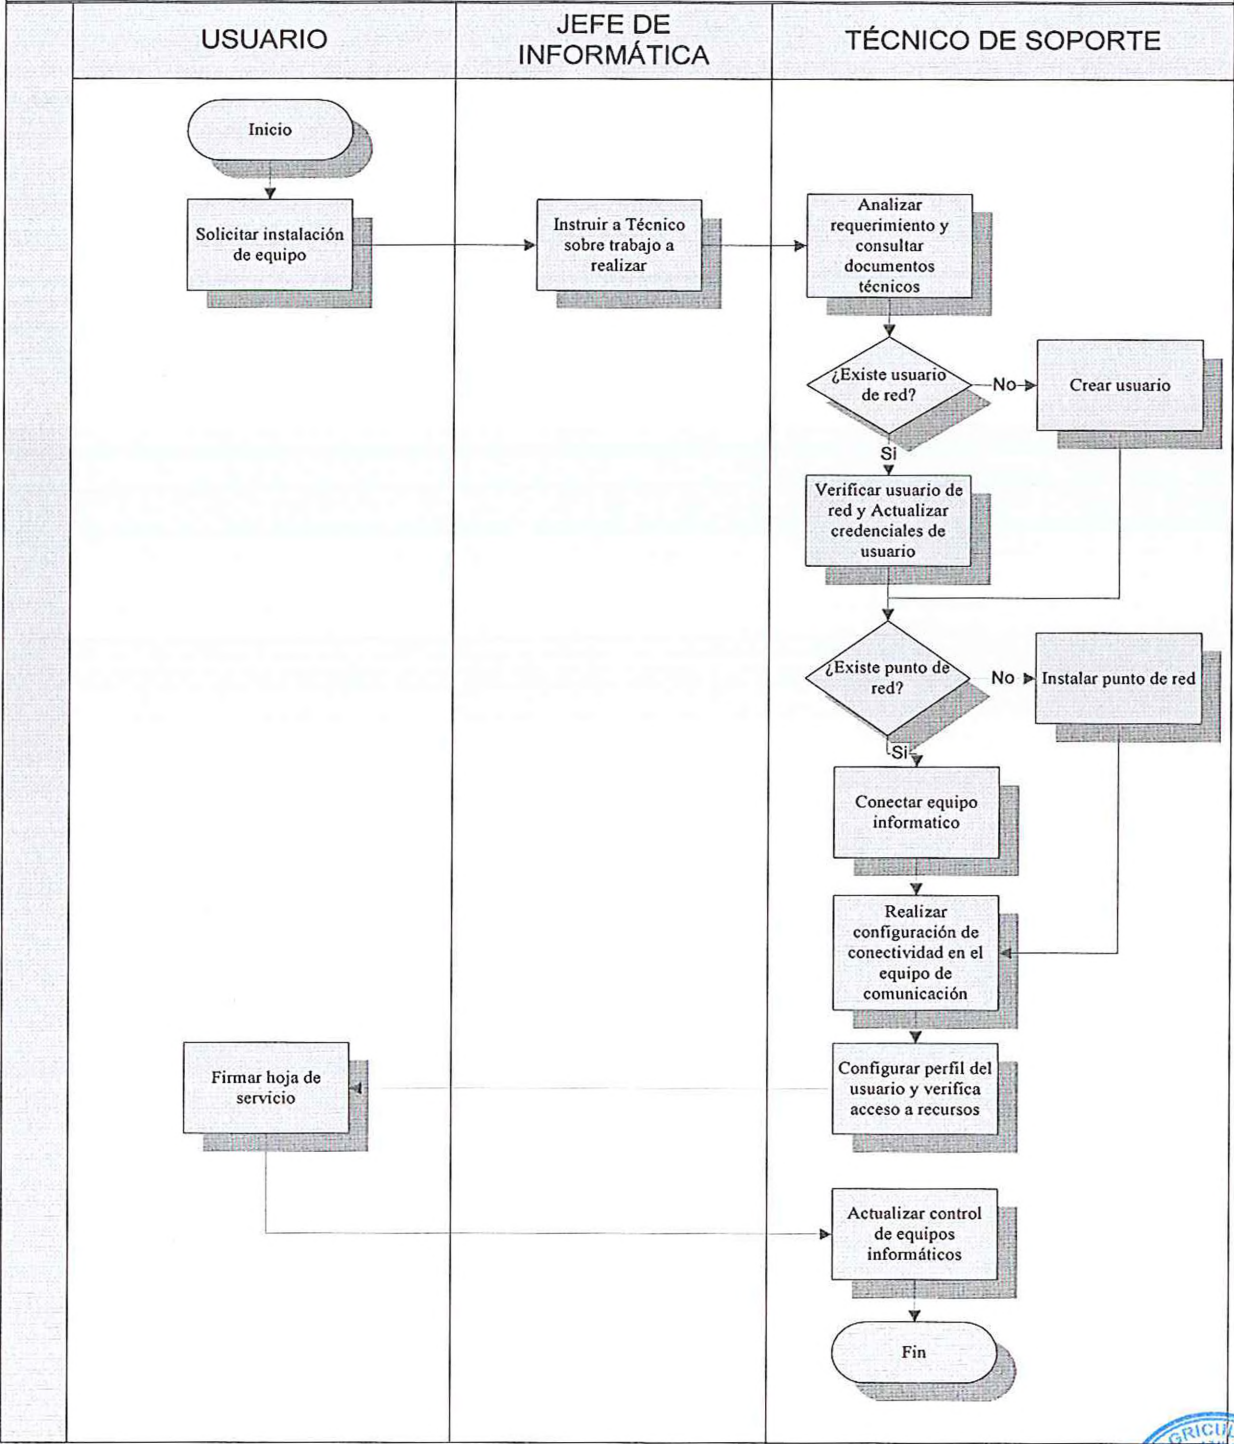 USUARIO
JEFE DE
INFORMÁTICA
TÉCNICO DE SOPORTE
Inicio
Solicitar instalación
de equipo
Instruir a Técnico
sobre trabajo a
realizar
Analizar
requerimiento y
consultar
documentos
técnicos
¿Existe usuario
de red?
No
Crear usuario
Si
Verificar usuario de
red y Actualizar
credenciales de
usuario
¿Existe punto de
red?
No
Instalar punto de red
Si
Conectar equipo
informatico
Realizar
configuración de
conectividad en el
equipo de
comunicación
Configurar perfil del
usuario y verifica
acceso a recursos
Firmar hoja de
servicio
Actualizar control
de equipos
informáticos
Fin